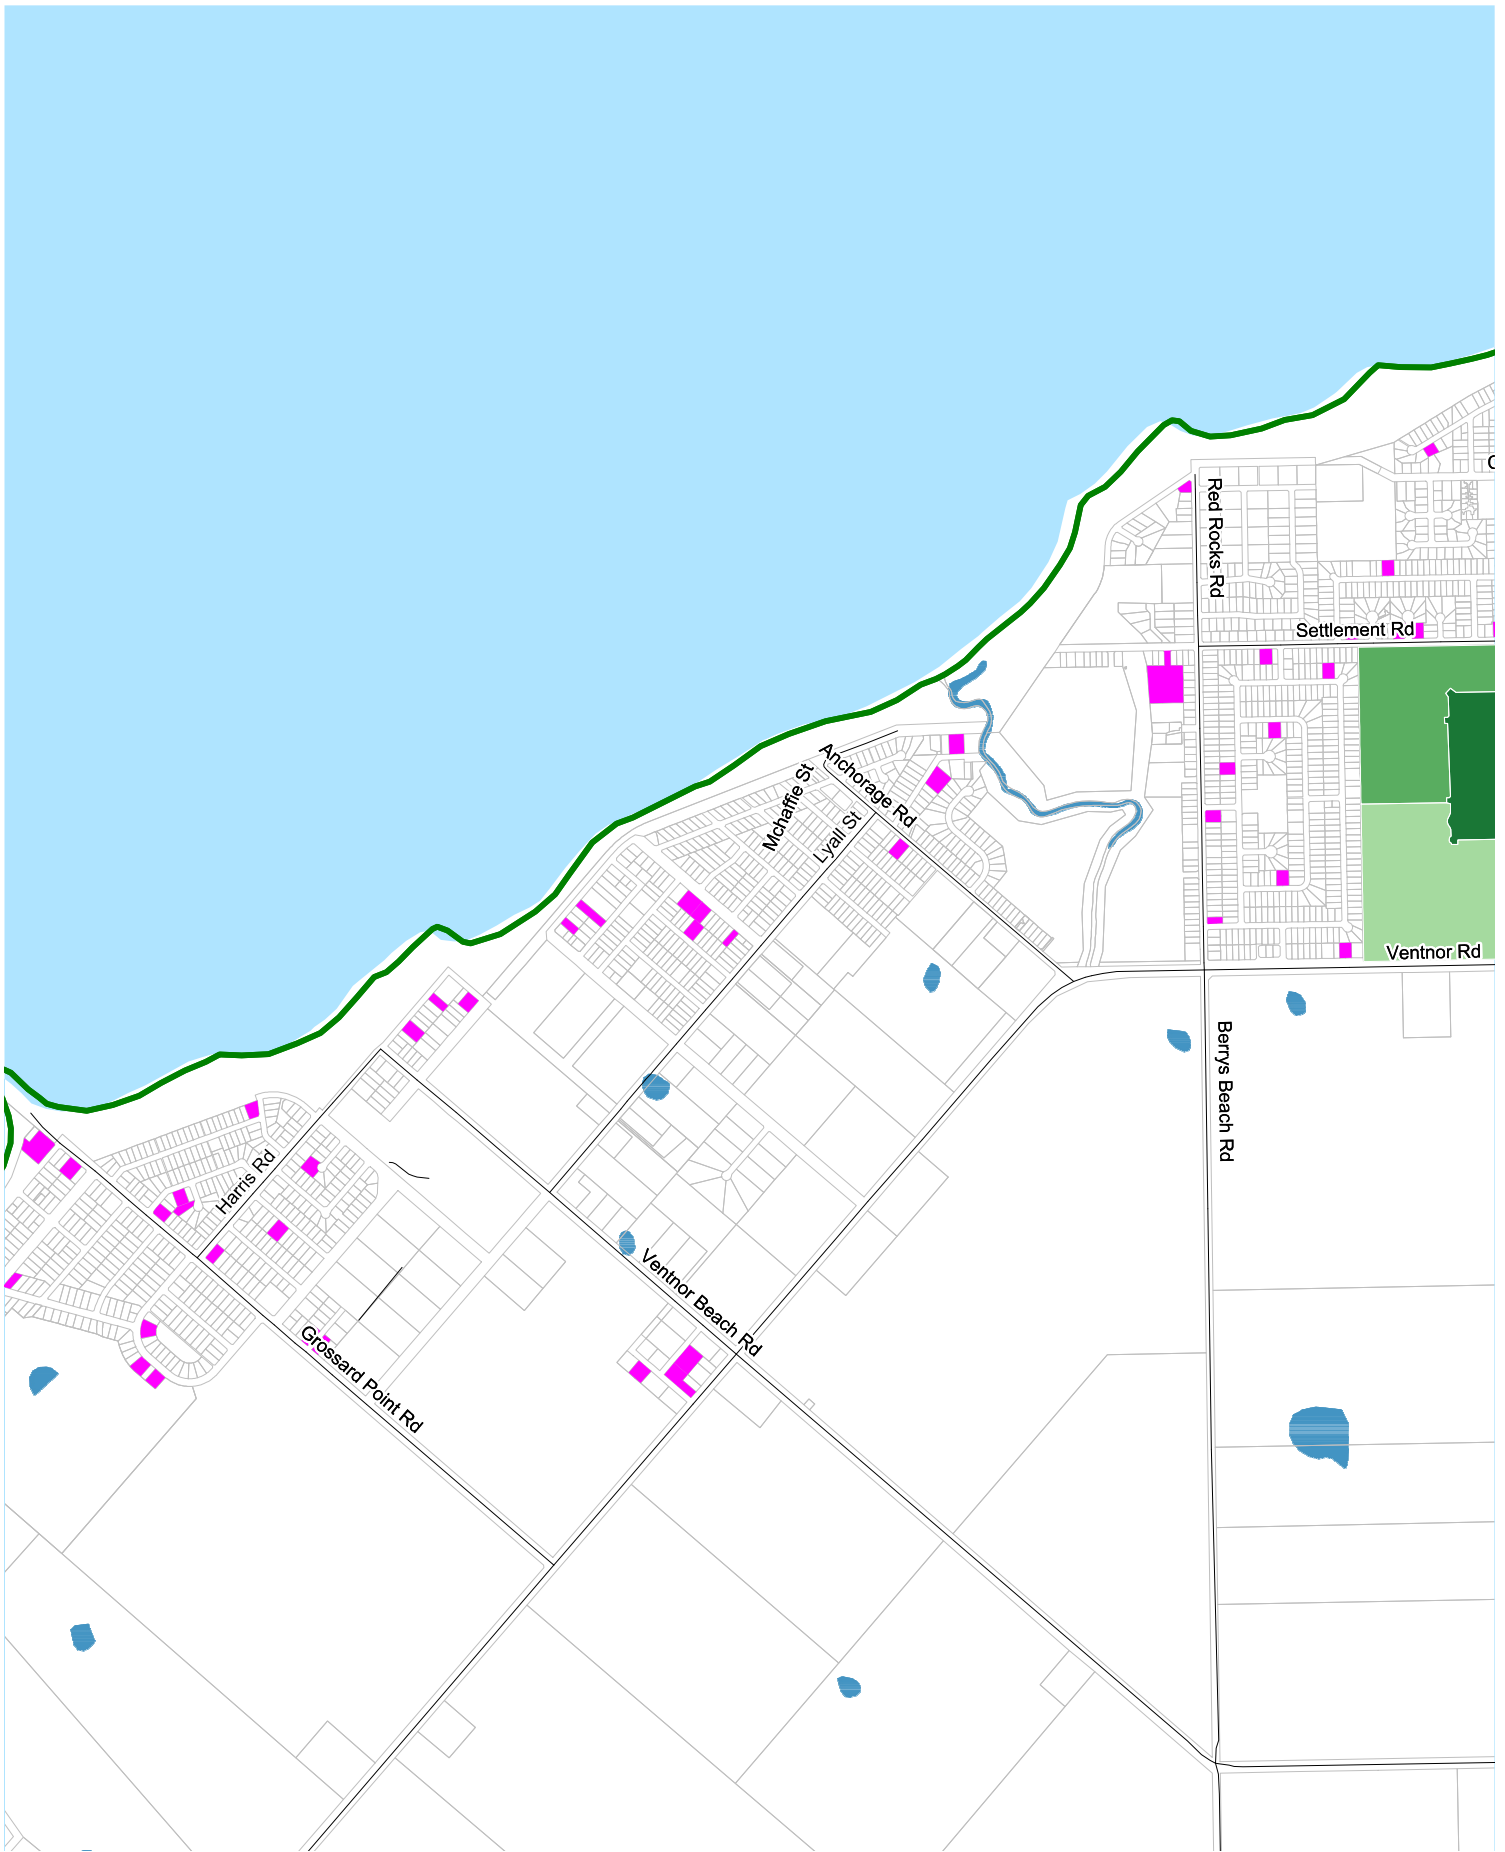 C
Red Rocks Rd
Settlement Rd
Anchorage Rd
Mchaffie St
Lyall St
Ventnor Rd
Berrys Beach Rd
Harris Rd
Ventnor Beach Rd
Grossard Point Rd